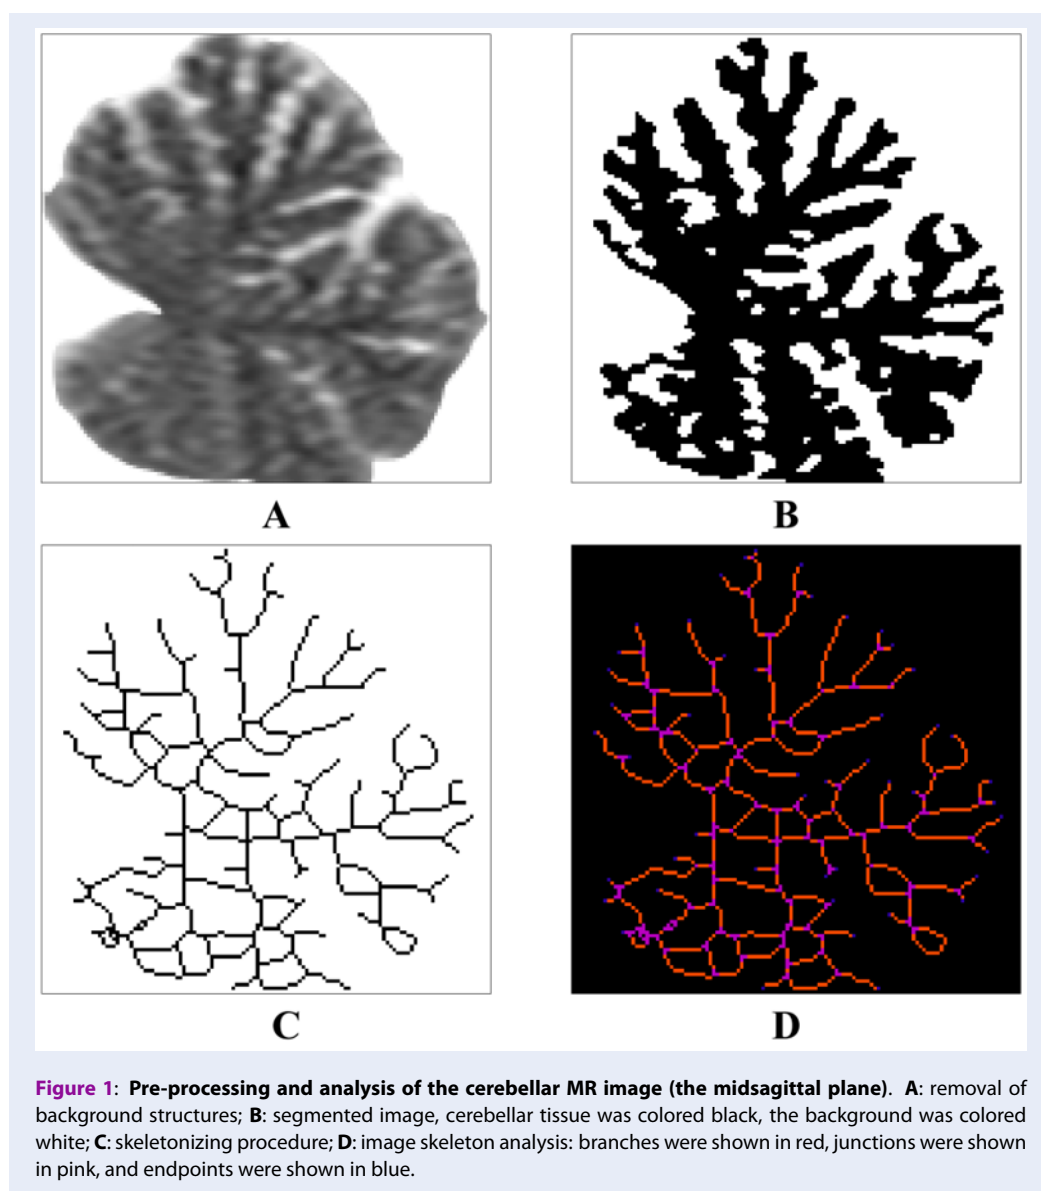 A
B
C
D
Figure 1: Pre-processing and analysis of the cerebellar MR image (the midsagittal plane). A: removal of
background structures; B: segmented image, cerebellar tissue was colored black, the background was colored
white; C: skeletonizing procedure; D: image skeleton analysis: branches were shown in red, junctions were shown
in pink, and endpoints were shown in blue.